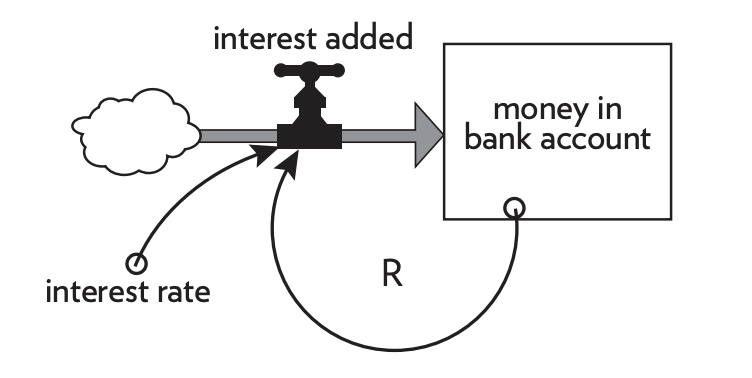 interest added
money in
bank account
interest rate
R